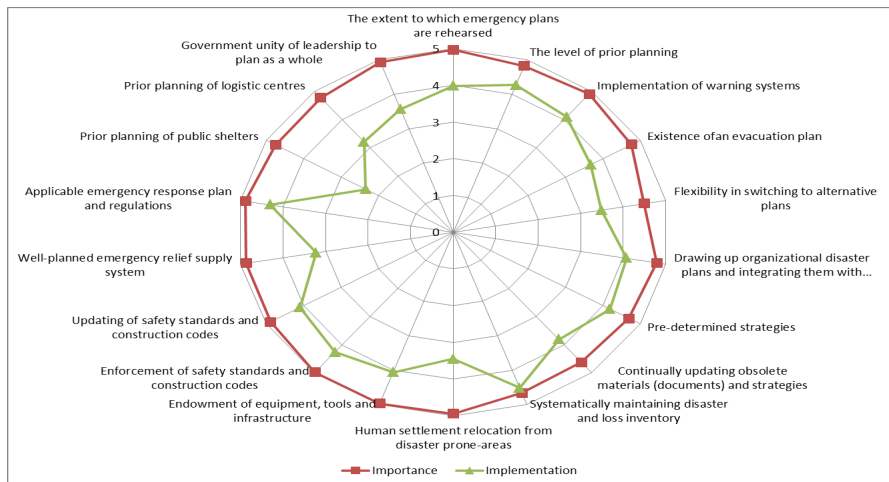 The extent to which emergency plans
are rehearsed
The level of prior planning
Implementation of warning systems
Existence ofan evacuation plan
Flexibility in switching to alternative
plans
Drawing up organizational disaster
plans and integrating them with...
Pre-determined strategies
Continually updating obsolete
materials (documents) and strategies
Systematically maintaining disaster
and loss inventory
Human settlement relocation from
disaster prone-areas
Endowment of equipment, tools and
infrastructure
Enforcement of safety standards and
construction codes
Updating of safety standards and
construction codes
Well-planned emergency relief supply
system
Applicable emergency response plan
and regulations
Prior planning of public shelters
Prior planning of logistic centres
Government unity of leadership to
plan as a whole
5
4
3
2
1
0
Importance
Implementation